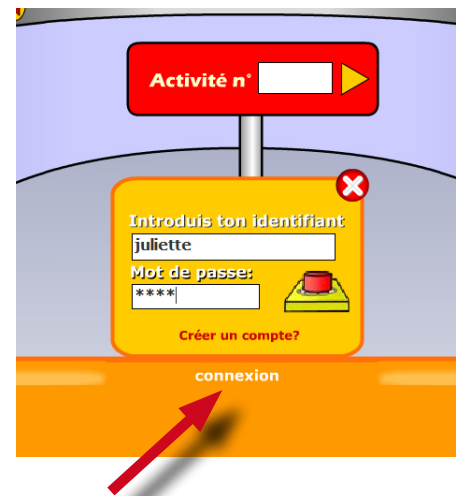 Activité n°
Introduis ton identifiant
juliette
Mot de passe:
****
Créer un compte?
connexion